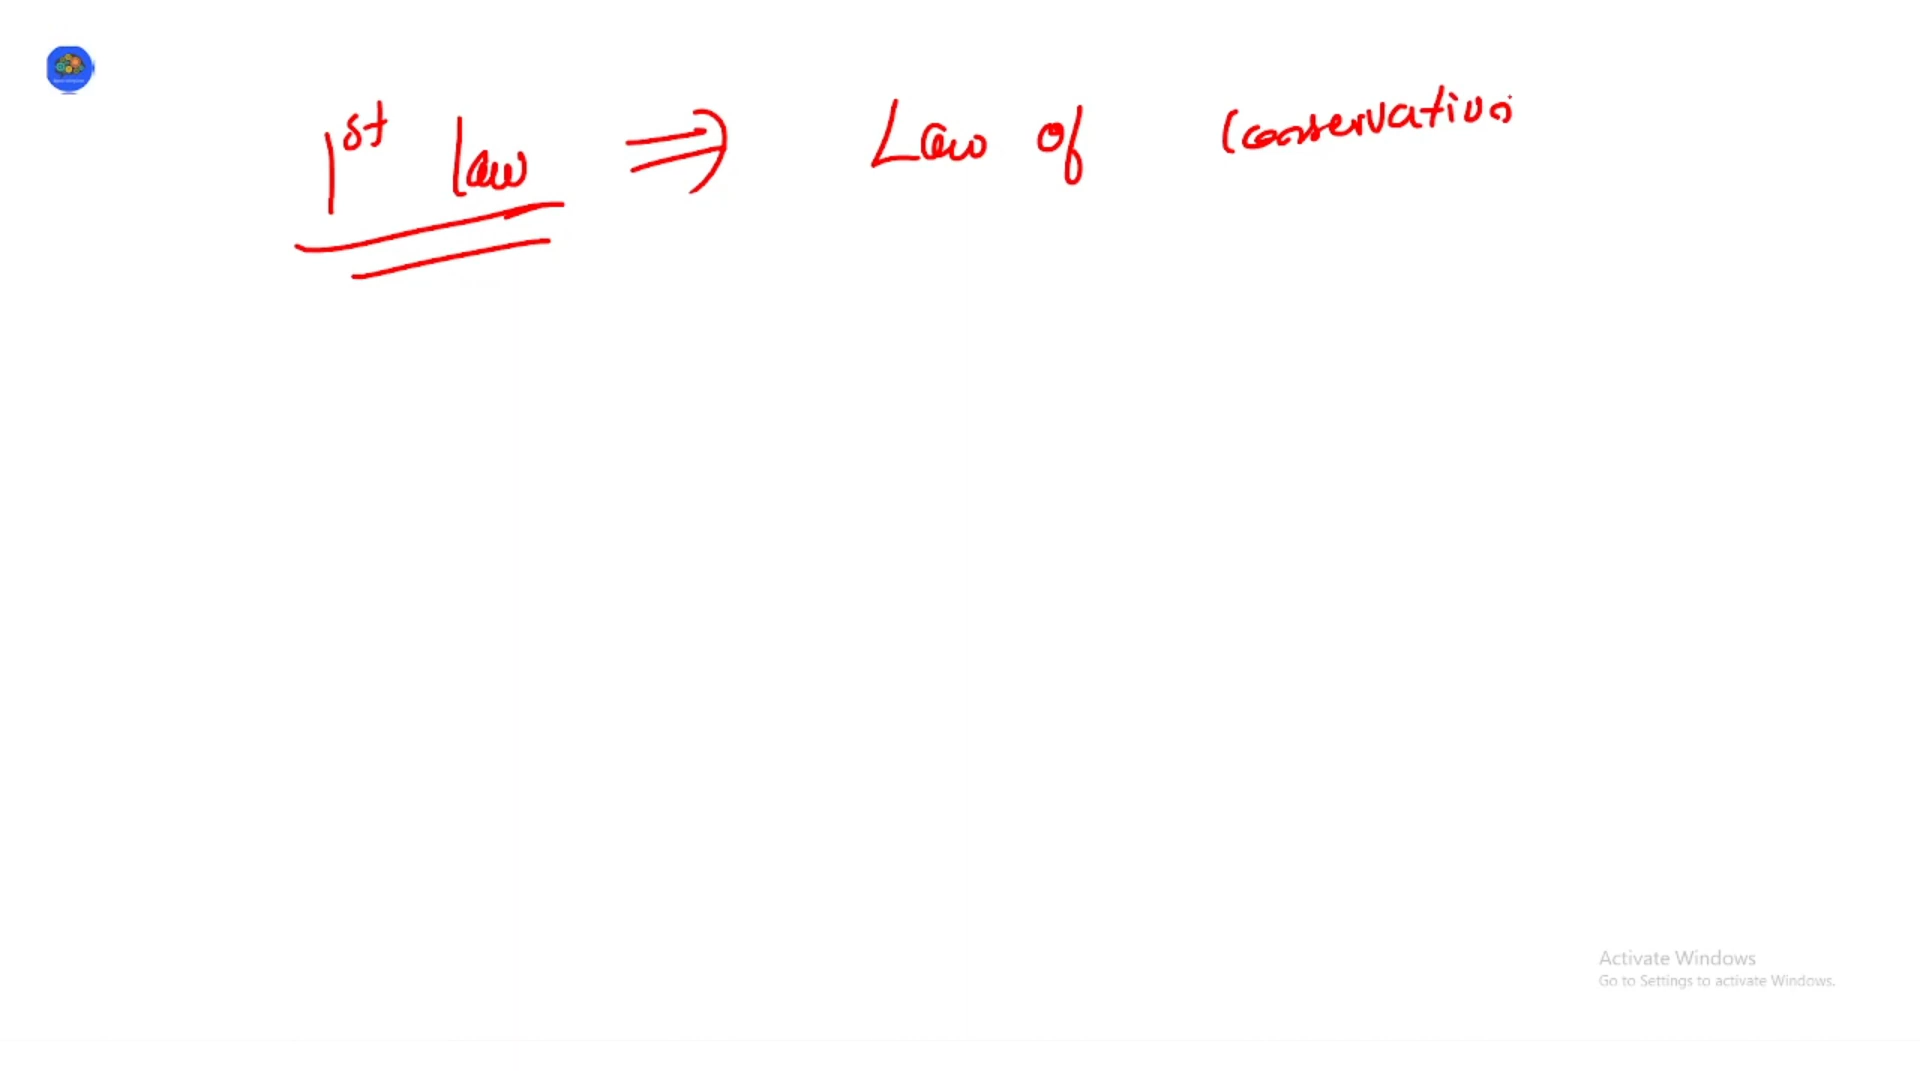 1st law ⇒ Law of Conservation
Activate Windows
Go to Settings to activate Windows.